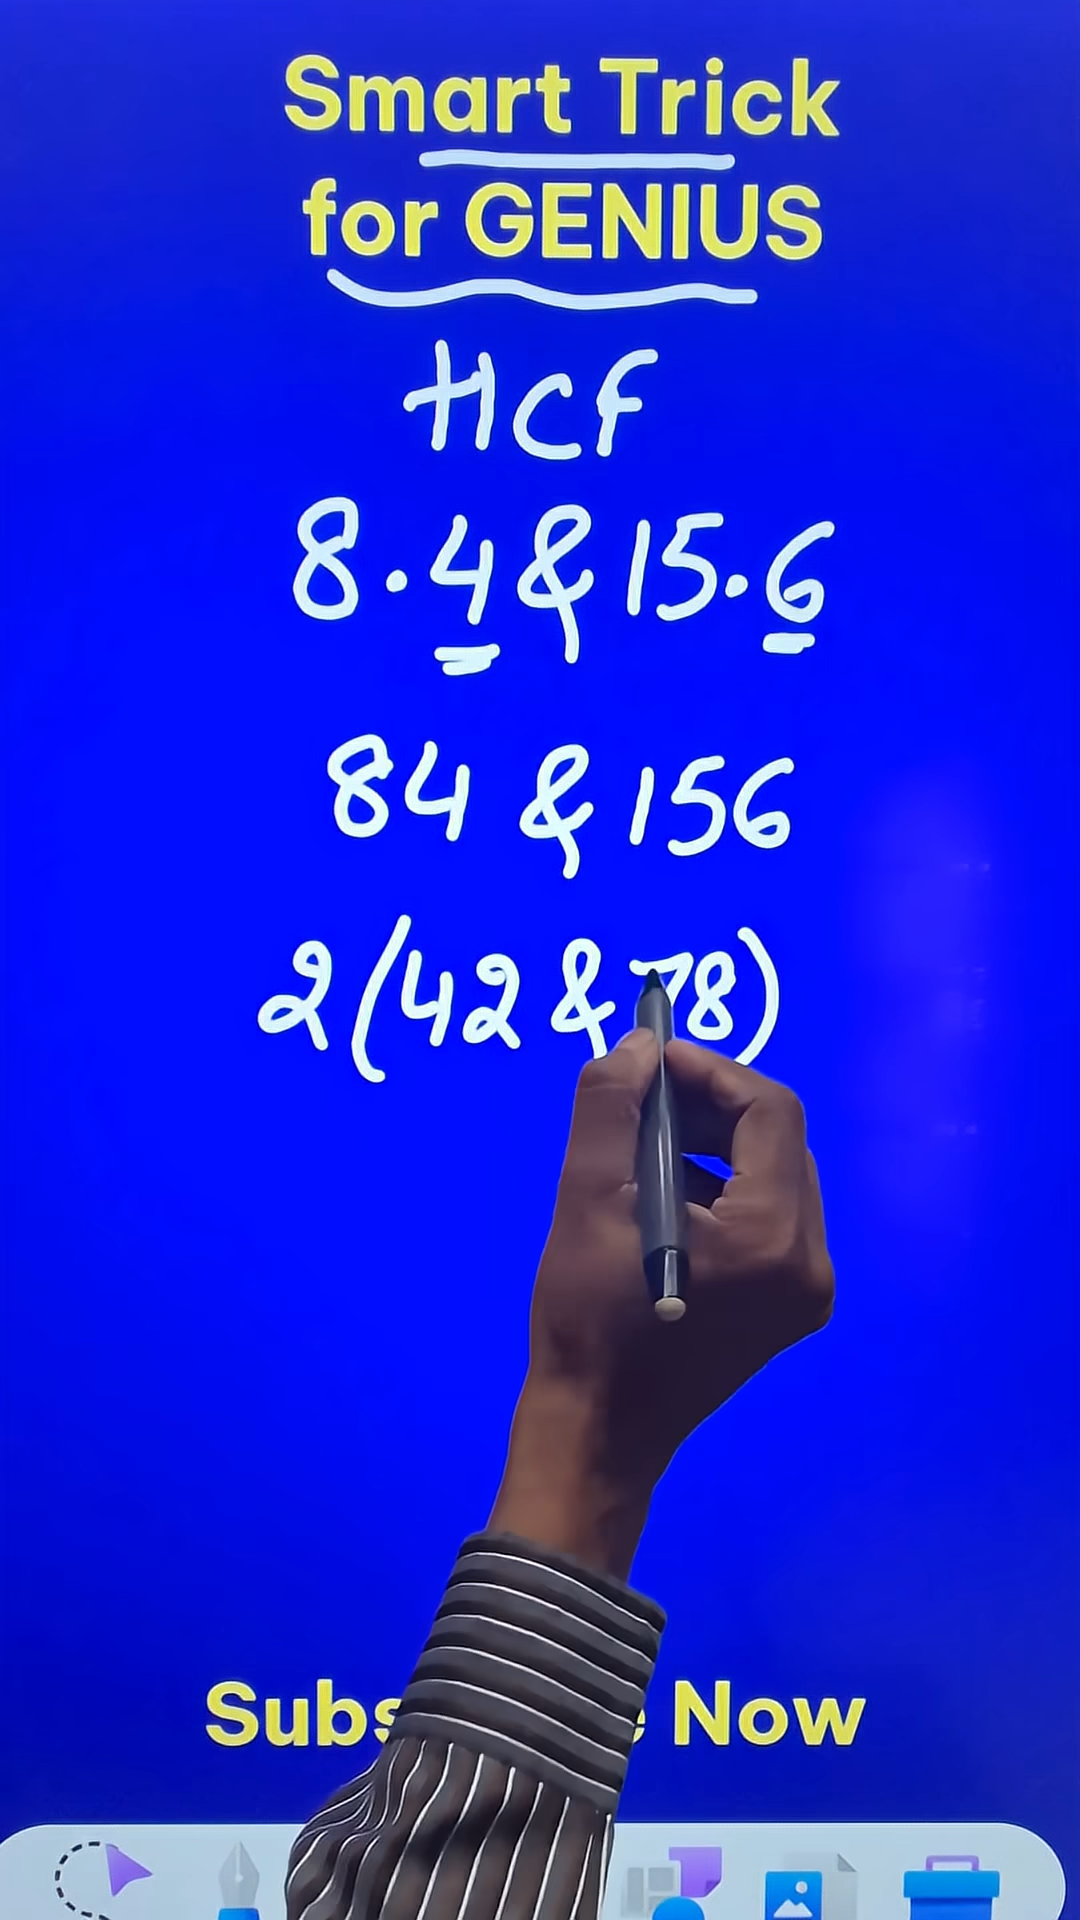 Smart Trick
for GENIUS
HCF
8.4 & 15.6
84 & 156
2(42 & 78)
Now